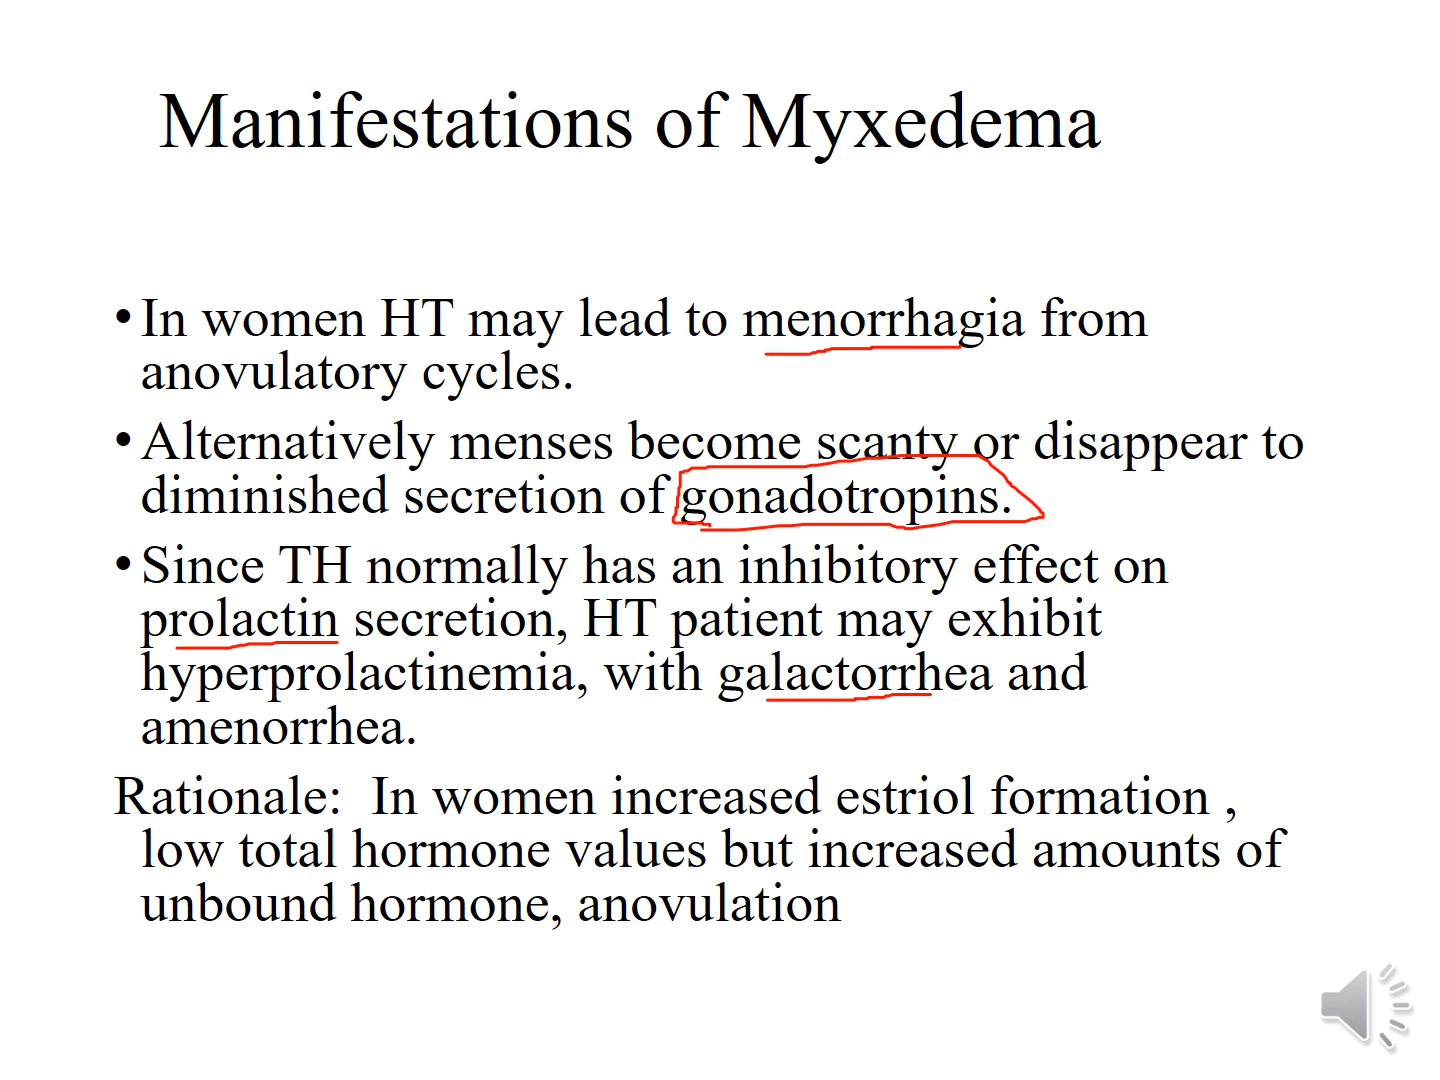 Manifestations of Myxedema
• In women HT may lead to menorrhagia from
anovulatory cycles.
• Alternatively menses become scanty or disappear to
diminished secretion of gonadotropins.
• Since TH normally has an inhibitory effect on
prolactin secretion, HT patient may exhibit
hyperprolactinemia, with galactorrhea and
amenorrhea.
Rationale:  In women increased estriol formation ,
low total hormone values but increased amounts of
unbound hormone, anovulation